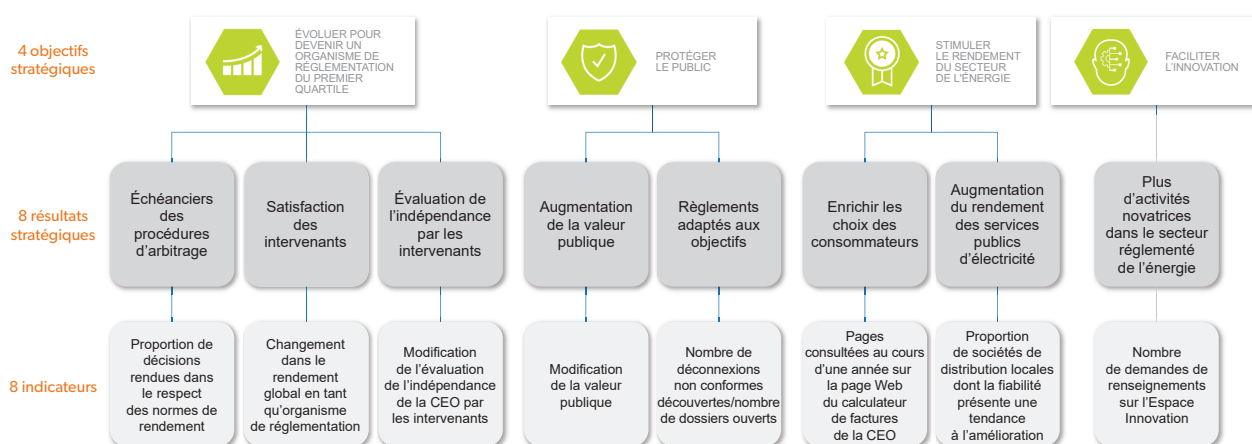 4 objectifs
stratégiques
ÉVOLUER POUR
DEVENIR UN
ORGANISME DE
RÉGLEMENTATION
DU PREMIER
QUARTILE
PROTÉGER
LE PUBLIC
STIMULER
LE RENDEMENT
DU SECTEUR
DE L'ÉNERGIE
FACILITER
L'INNOVATION
8 résultats
stratégiques
Échéanciers
des
procédures
d'arbitrage
Satisfaction
des
intervenants
Évaluation de
l'indépendance
par les
intervenants
Augmentation
de la valeur
publique
Règlements
adaptés aux
objectifs
Enrichir les
choix des
consommateurs
Augmentation
du rendement
des services
publics
d'électricité
Plus
d'activités
novatrices
dans le secteur
réglementé
de l'énergie
8 indicateurs
Proportion de
décisions
rendues dans
le respect
des normes de
rendement
Changement
dans le
rendement
global en tant
qu'organisme
de réglementation
Modification
de l'évaluation
de l'indépendance
de la CEO par
les intervenants
Modification
de la valeur
publique
Nombre de
déconnexions
non conformes
découvertes/nombre
de dossiers ouverts
Pages
consultées au cours
d'une année sur
la page Web
du calculateur
de factures
de la CEO
Proportion
de sociétés de
distribution locales
dont la fiabilité
présente une
tendance
à l'amélioration
Nombre
de demandes de
renseignements
sur l'Espace
Innovation